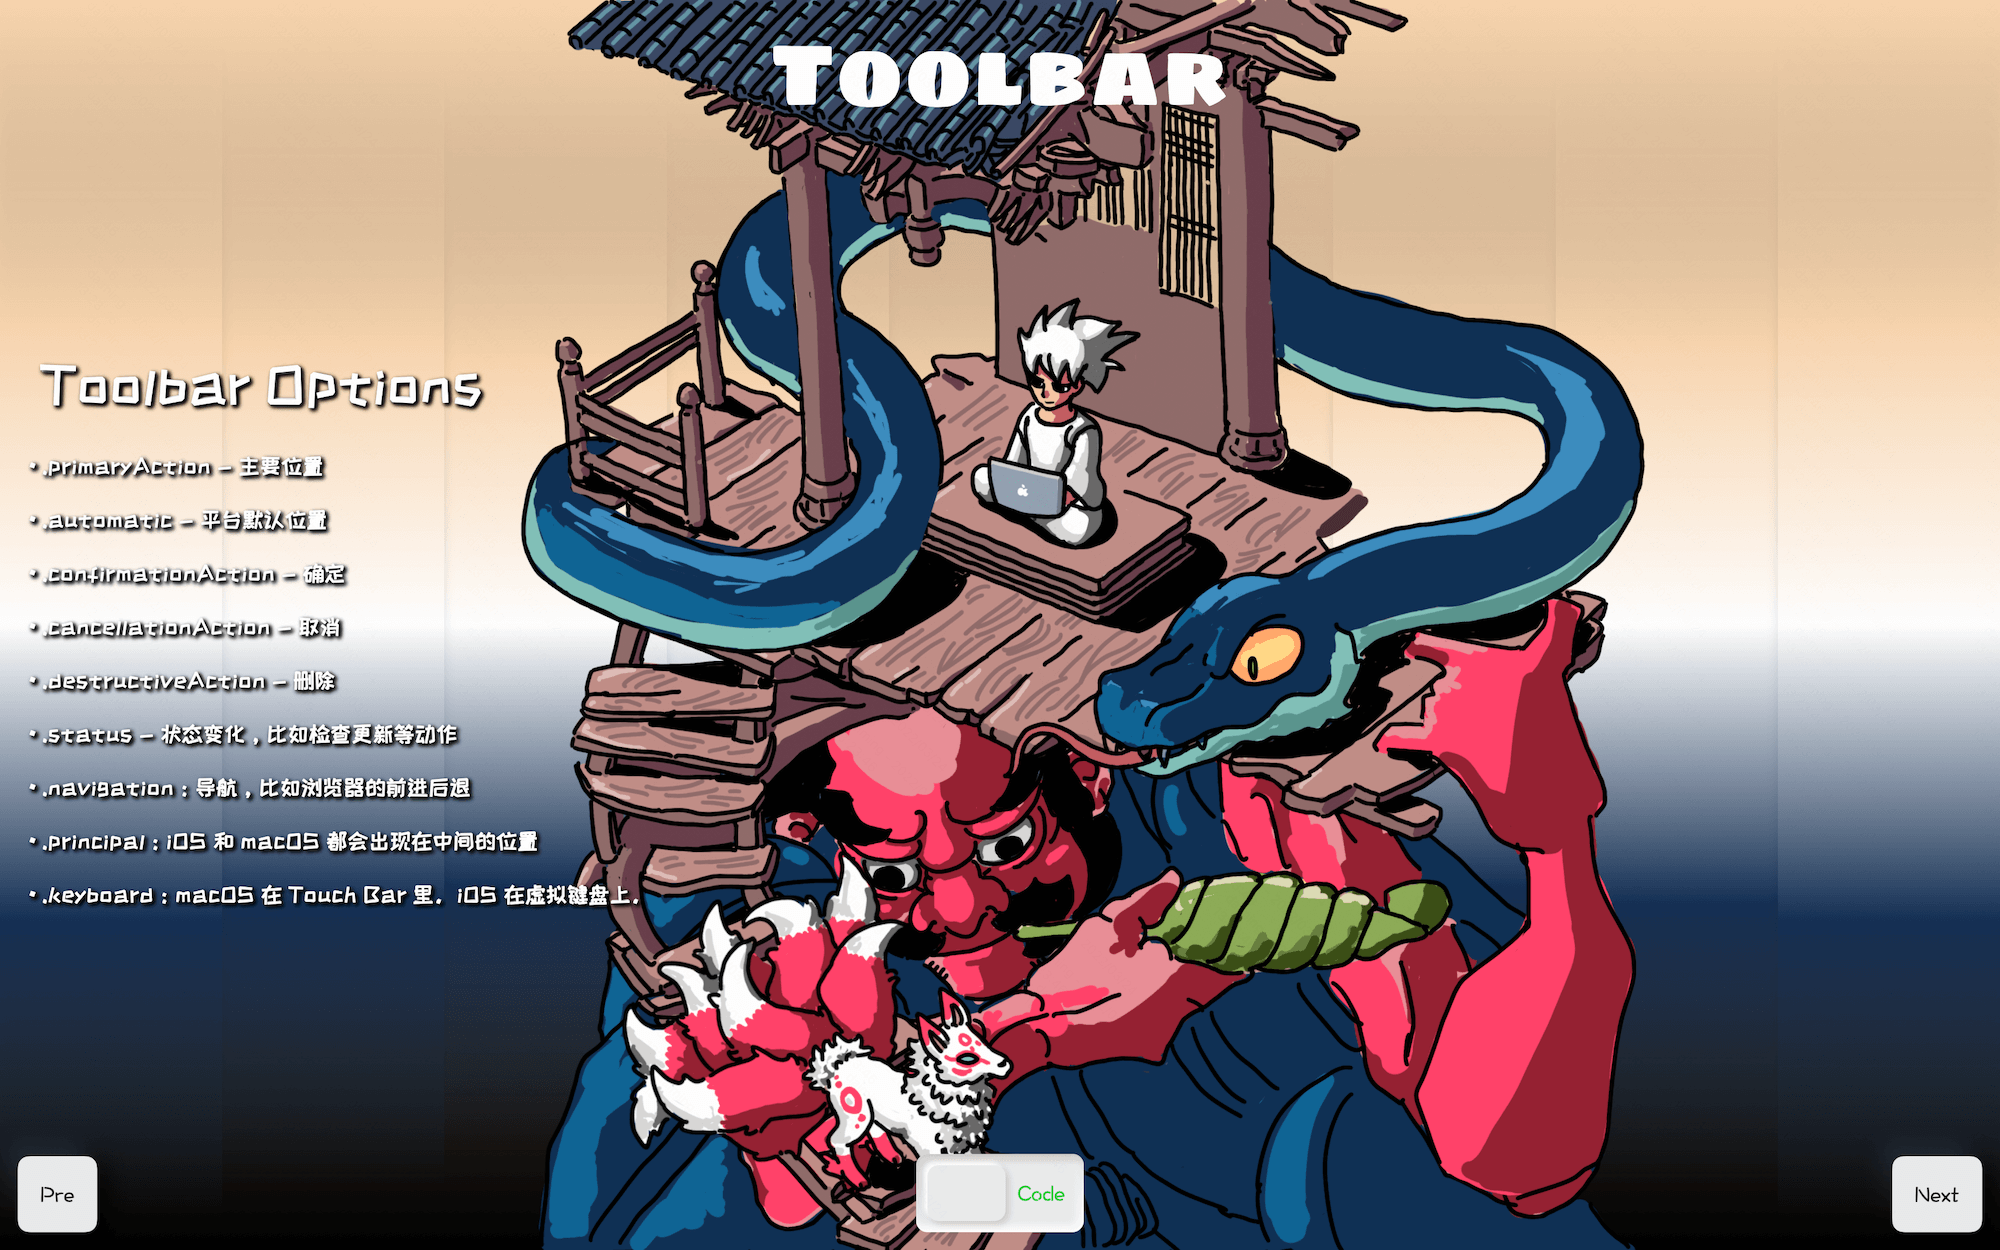 TOOLBAR
Toolbar Options
· .primaryAction - 主要位置
· .automatic - 平台默认位置
· .confirmationAction - 确定
· .cancellationAction - 取消
· .destructiveAction - 删除
· .status - 状态变化，比如检查更新等动作
· .navigation：导航，比如浏览器的前进后退
· .principal：iOS 和 macOS 都会出现在中间的位置
· .keyboard：macOS 在 Touch Bar 里。iOS 在虚拟键盘上。
Pre
Code
Next